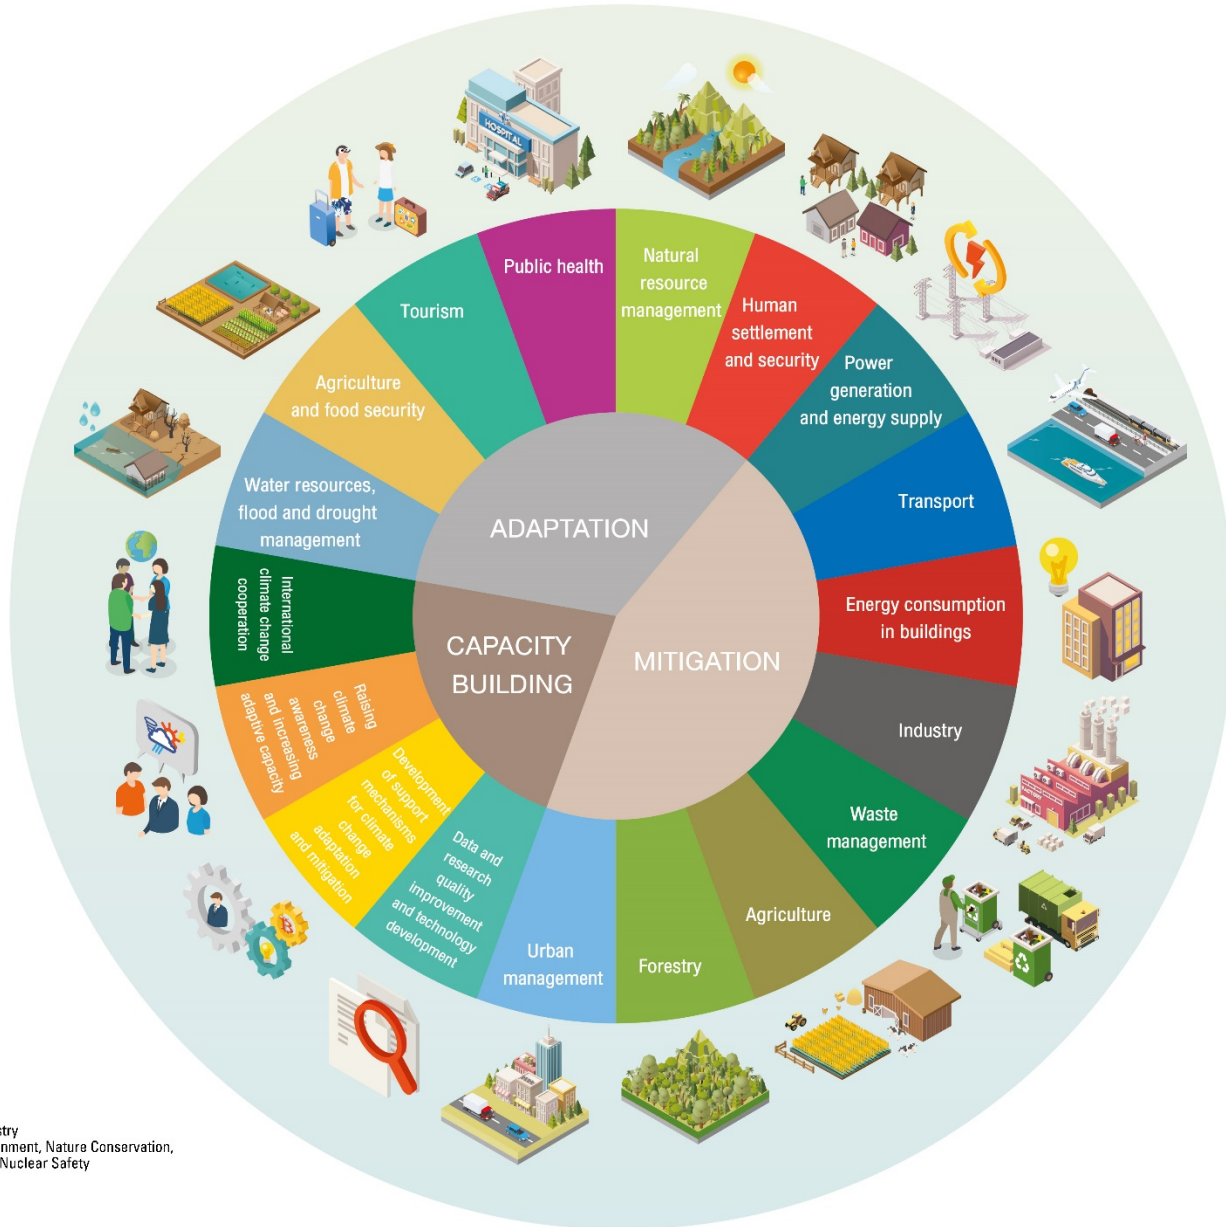 HOSPITAL
Public health
Natural
resource
management
Human
settlement
and security
Power
generation
and energy supply
Transport
Energy consumption
in buildings
Industry
FACTORY
Waste
management
Agriculture
Forestry
Urban
management
Data and
research
quality
improvement
and technology
development
Development
of support
mechanisms
for climate
change
adaptation
and mitigation
Raising
climate
change
awareness
and increasing
adaptive capacity
International
climate change
cooperation
Water resources,
flood and drought
management
Agriculture
and food security
Tourism
ADAPTATION
MITIGATION
CAPACITY
BUILDING
stry
nment, Nature Conservation,
Nuclear Safety